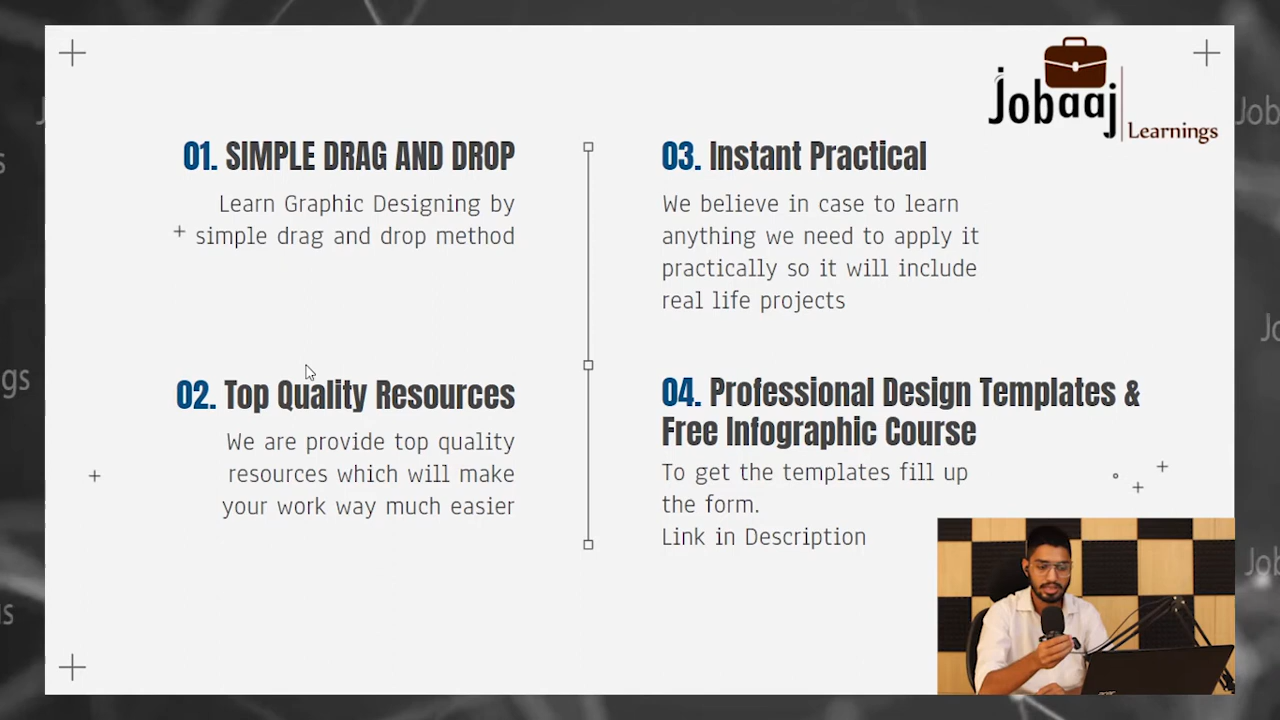 Jobaaj
Learnings
01. SIMPLE DRAG AND DROP
Learn Graphic Designing by
simple drag and drop method
02. Top Quality Resources
We are provide top quality
resources which will make
your work way much easier
03. Instant Practical
We believe in case to learn
anything we need to apply it
practically so it will include
real life projects
04. Professional Design Templates &
Free Infographic Course
To get the templates fill up
the form.
Link in Description